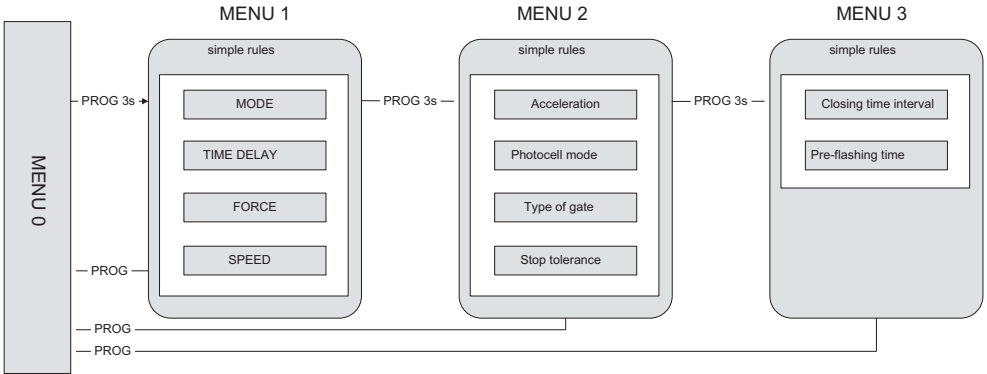 MENU 1
MENU 2
MENU 3
simple rules
simple rules
simple rules
PROG 3s
MODE
PROG 3s
Acceleration
PROG 3s
Closing time interval
TIME DELAY
Photocell mode
Pre-flashing time
MENU 0
FORCE
Type of gate
SPEED
Stop tolerance
PROG
PROG
PROG